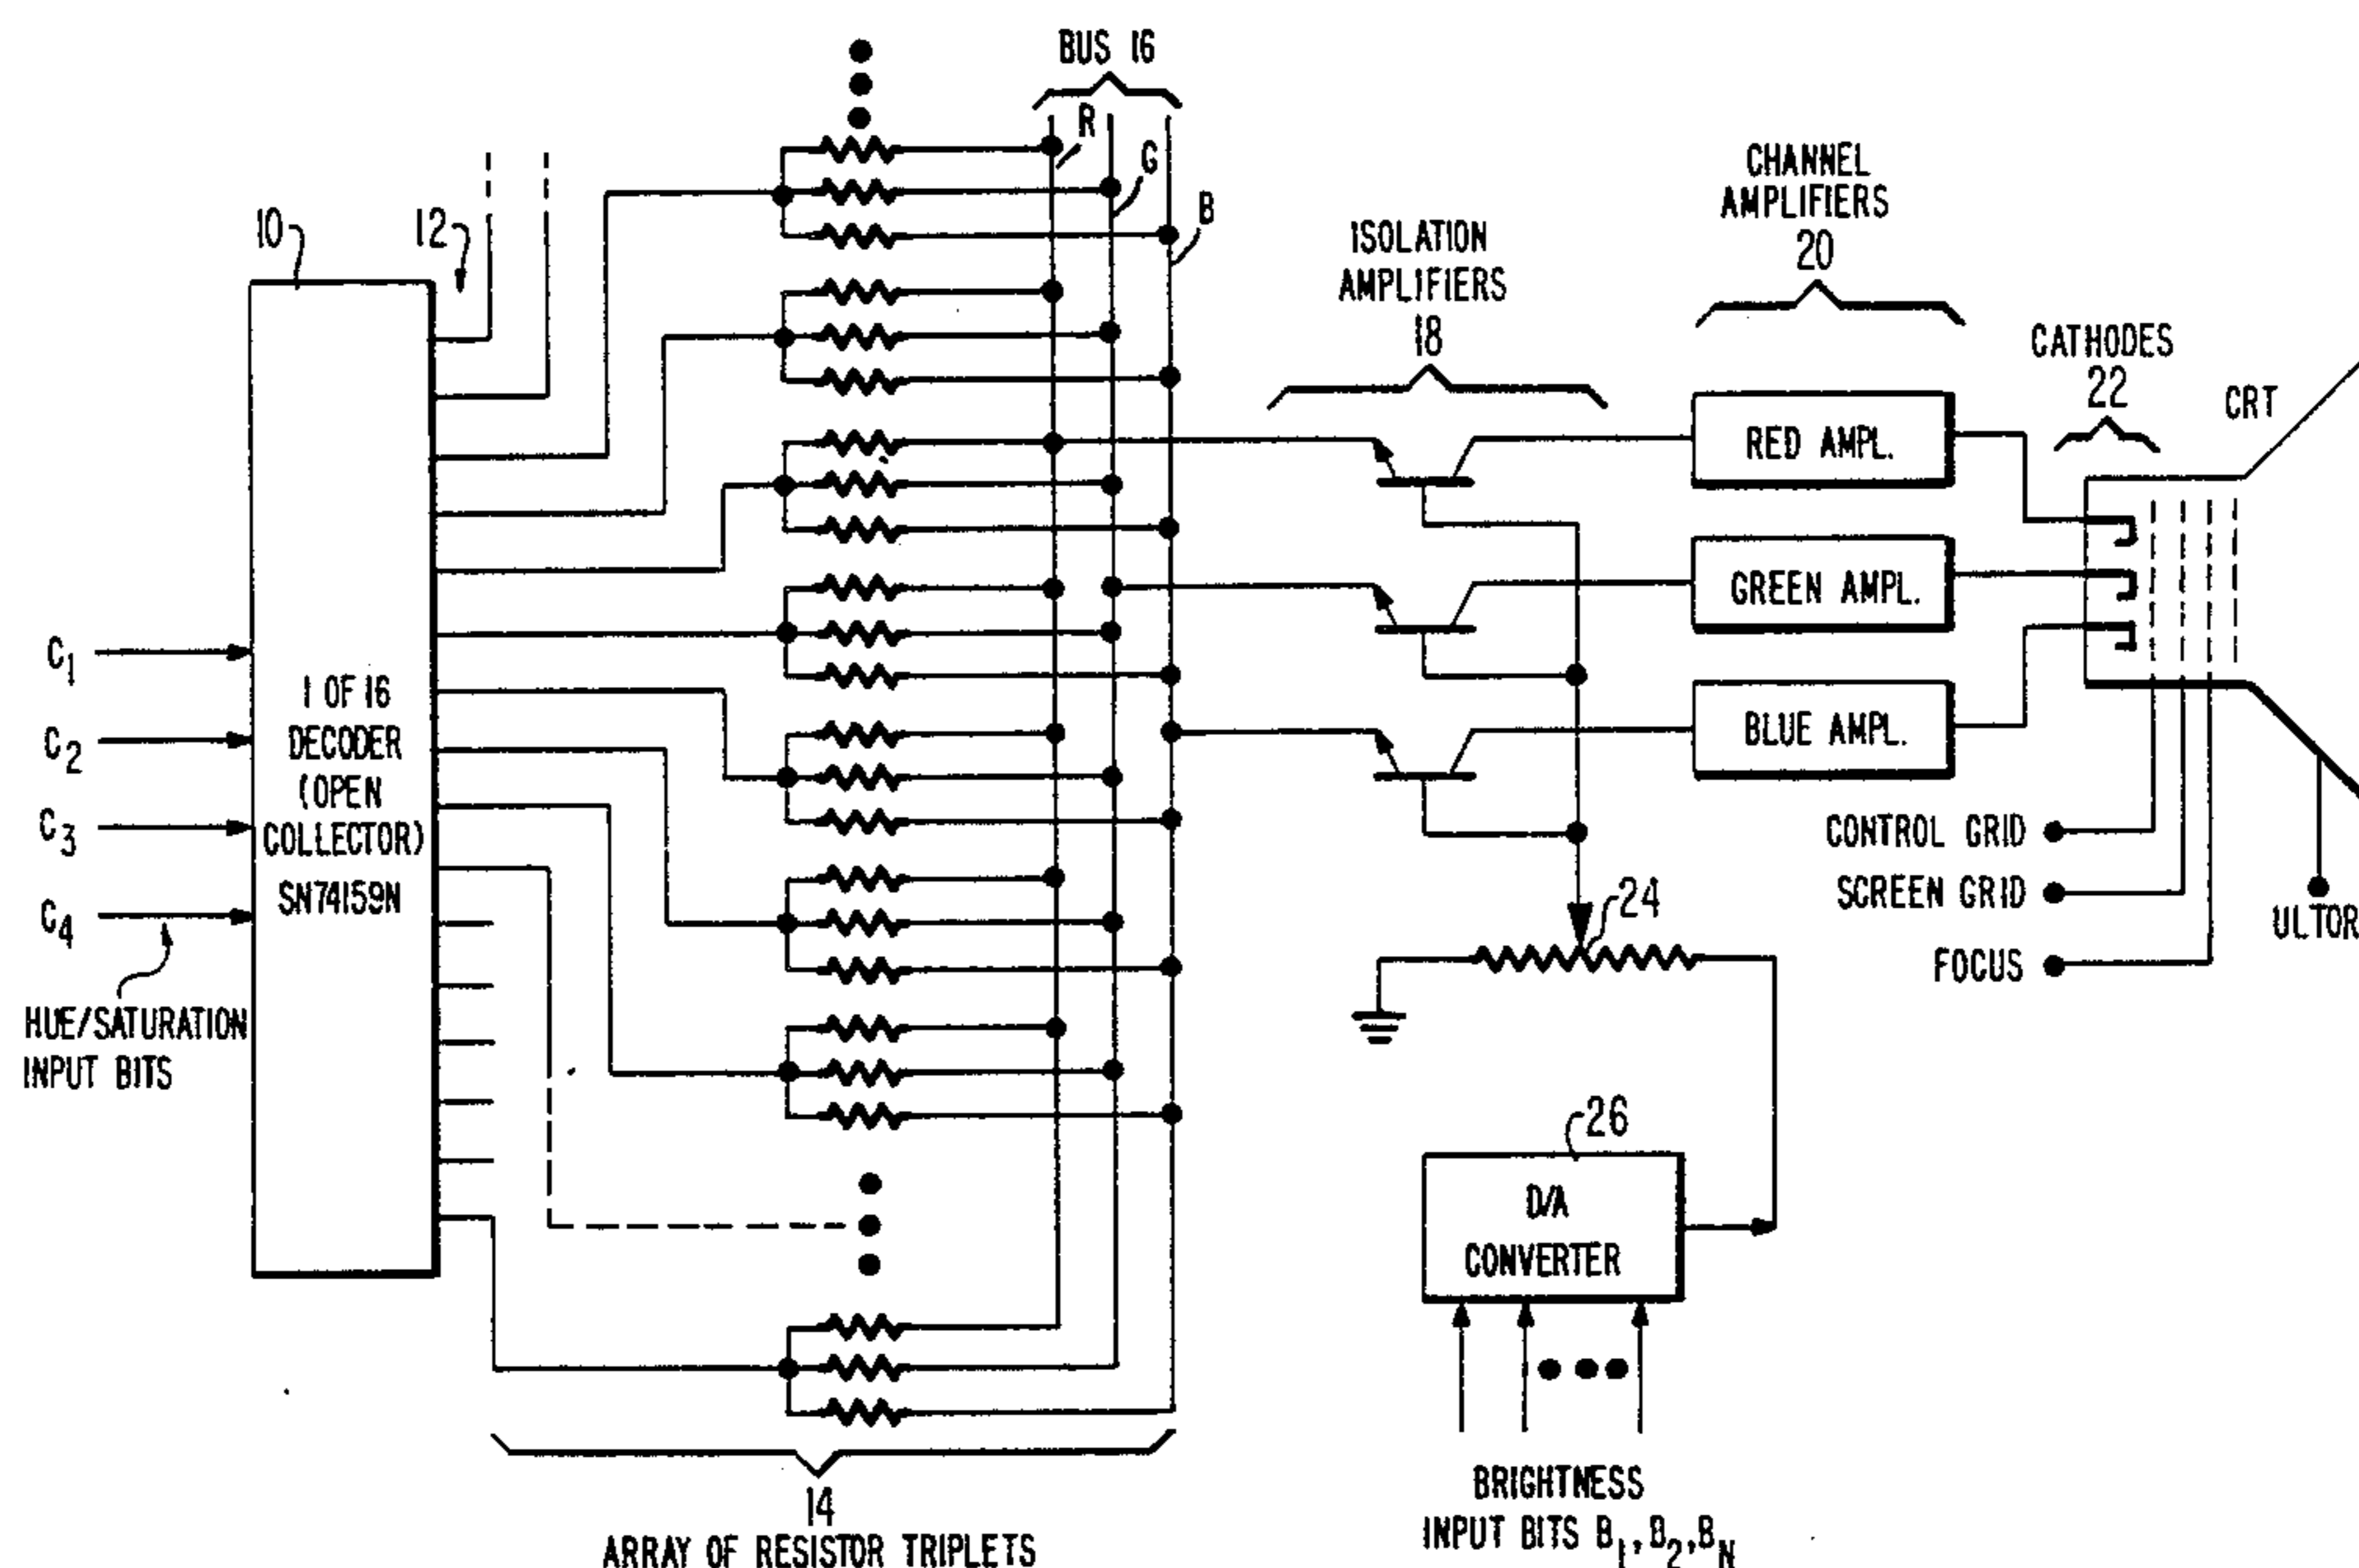 BUS 16
R
G
B
10
12
CHANNEL
AMPLIFIERS
20
ISOLATION
AMPLIFIERS
18
CATHODES
22
CRT
RED AMPL.
GREEN AMPL.
BLUE AMPL.
C1
C2
C3
C4
1 OF 16
DECODER
(OPEN
COLLECTOR)
SN74159N
HUE/SATURATION
INPUT BITS
CONTROL GRID
SCREEN GRID
FOCUS
ULTOR
24
26
D/A
CONVERTER
BRIGHTNESS
INPUT BITS B1, B2, BN
14
ARRAY OF RESISTOR TRIPLETS